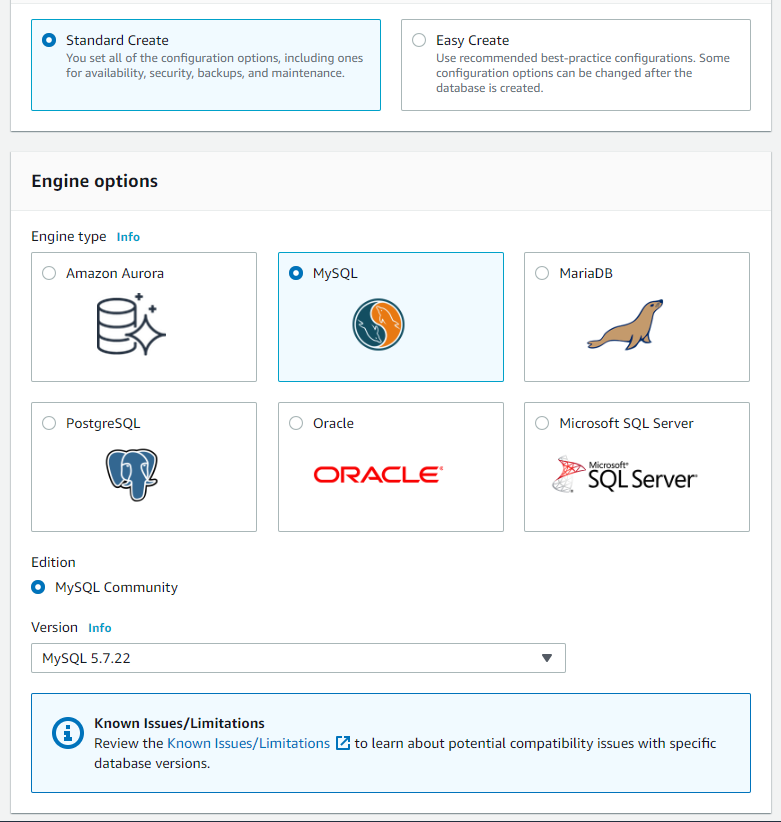 Standard Create
You set all of the configuration options, including ones
for availability, security, backups, and maintenance.
Easy Create
Use recommended best-practice configurations. Some
configuration options can be changed after the
database is created.
Engine options
Engine type Info
Amazon Aurora
MySQL
MariaDB
PostgreSQL
Oracle
ORACLE
Microsoft SQL Server
Microsoft®
SQL Server
Edition
MySQL Community
Version Info
MySQL 5.7.22
Known Issues/Limitations
Review the Known Issues/Limitations to learn about potential compatibility issues with specific
database versions.